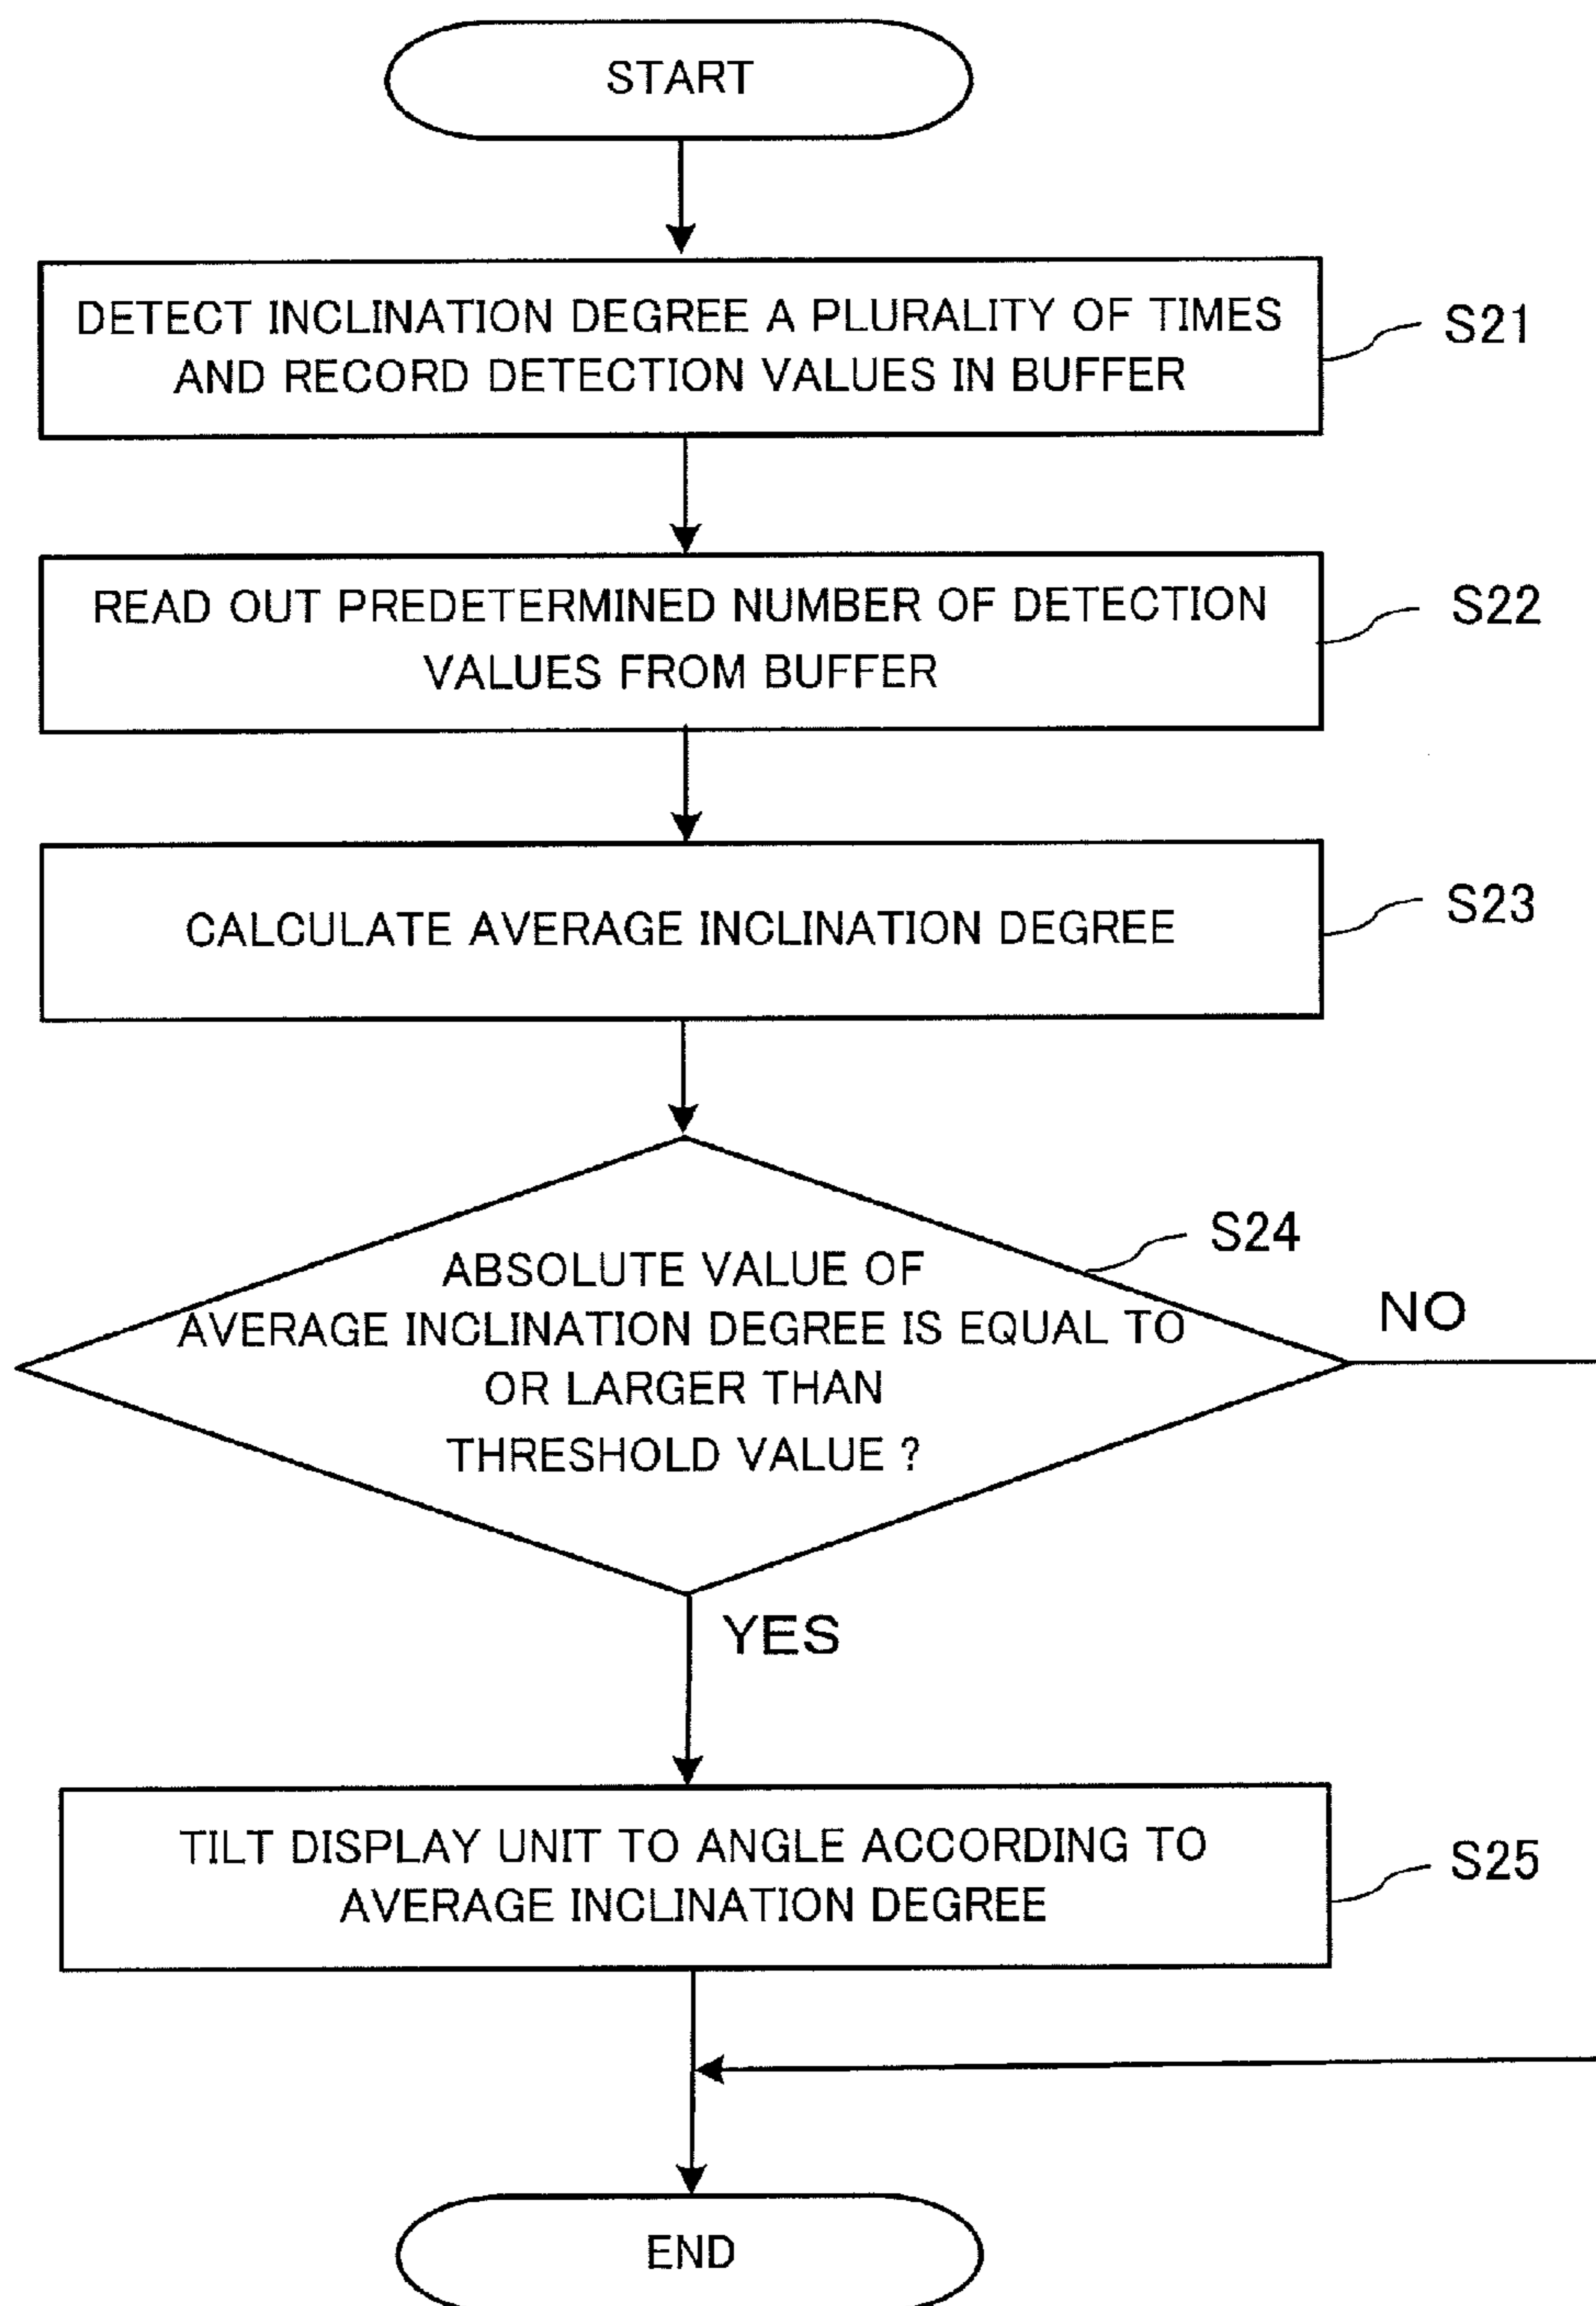 START
DETECT INCLINATION DEGREE A PLURALITY OF TIMES
AND RECORD DETECTION VALUES IN BUFFER
S21
READ OUT PREDETERMINED NUMBER OF DETECTION
VALUES FROM BUFFER
S22
CALCULATE AVERAGE INCLINATION DEGREE
S23
ABSOLUTE VALUE OF
AVERAGE INCLINATION DEGREE IS EQUAL TO
OR LARGER THAN
THRESHOLD VALUE ?
S24
NO
YES
TILT DISPLAY UNIT TO ANGLE ACCORDING TO
AVERAGE INCLINATION DEGREE
S25
END